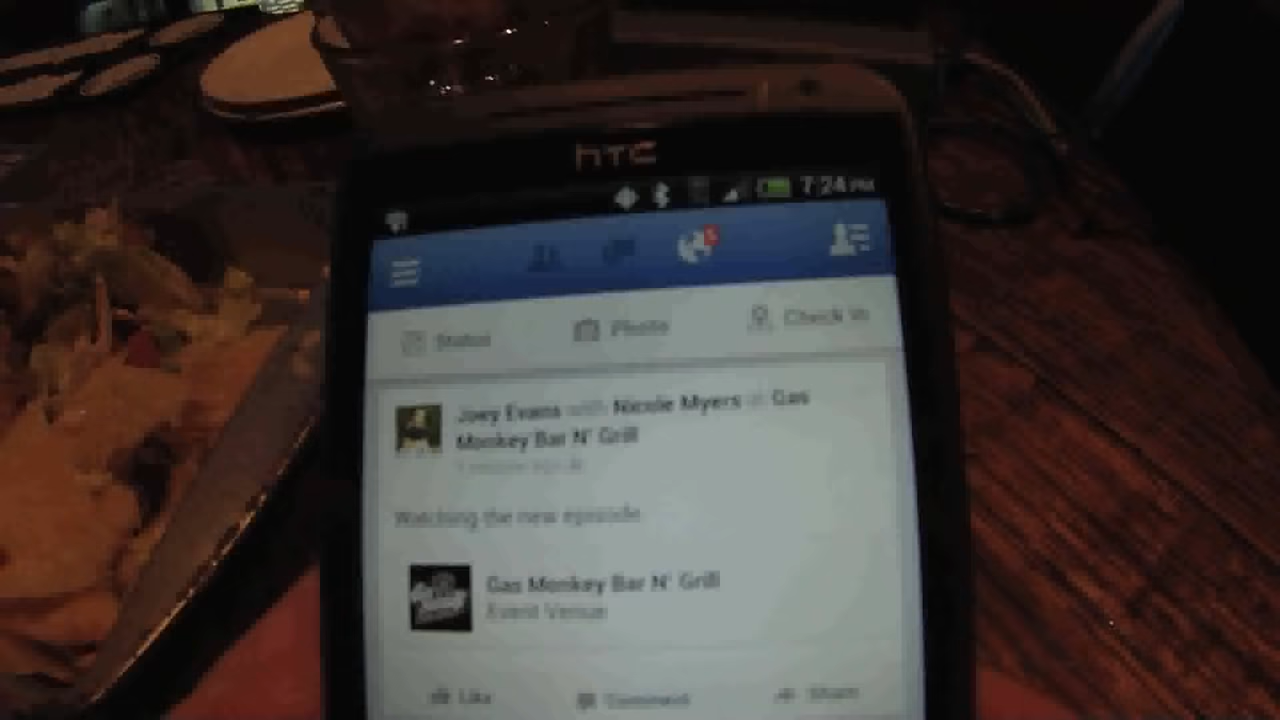 hTC
7:24 PM
Status Photo Check In
Joey Evans with Nicole Myers at Gas
Monkey Bar N' Grill
Watching the new episode
Gas Monkey Bar N' Grill
Event Venue
Like Comment Share